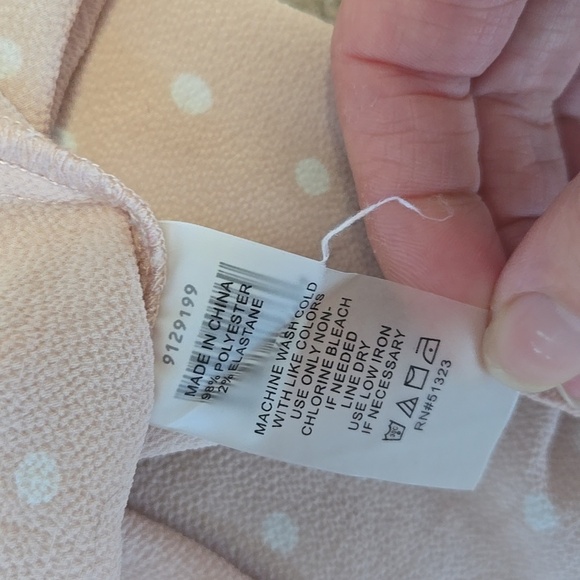 9129199
MADE IN CHINA
98% POLYESTER
2% ELASTANE
MACHINE WASH COLD
WITH LIKE COLORS
USE ONLY NON-
CHLORINE BLEACH
IF NEEDED
LINE DRY
USE LOW IRON
IF NECESSARY
RN#51323